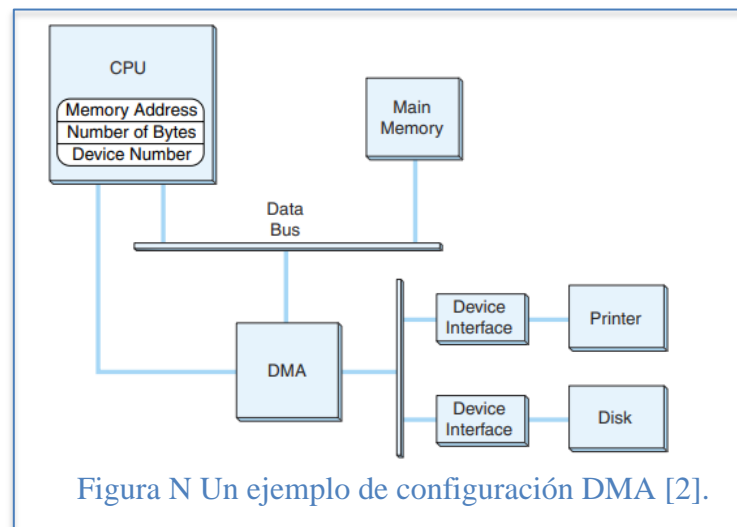 CPU
Memory Address
Number of Bytes
Device Number
Main
Memory
Data
Bus
DMA
Device
Interface
Printer
Device
Interface
Disk
Figura N Un ejemplo de configuración DMA [2].